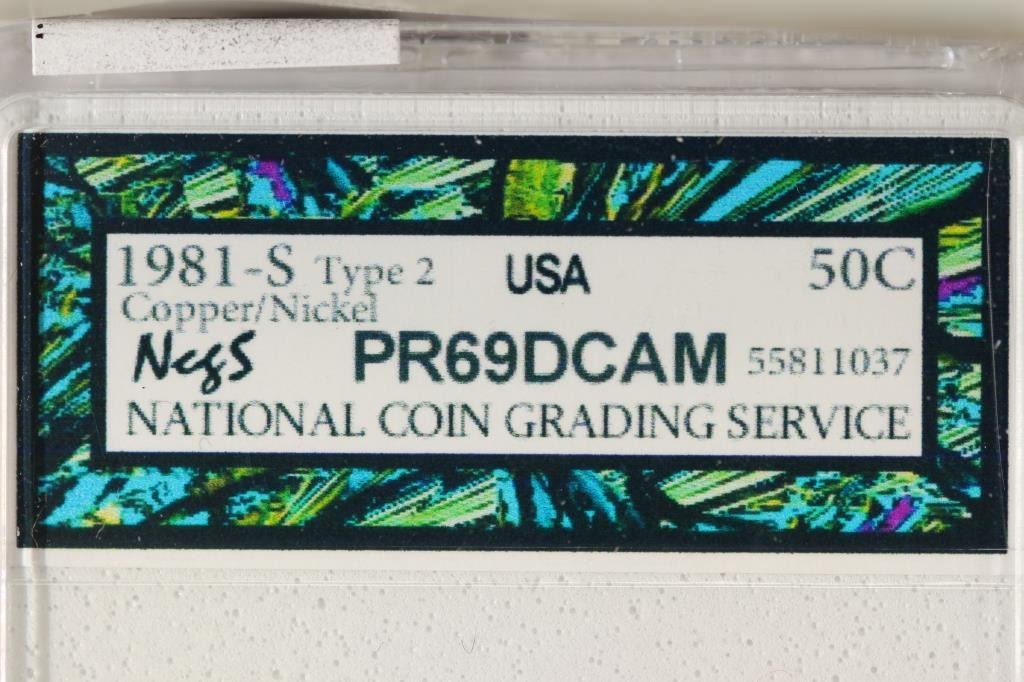 1981-S Type 2 USA 50C
Copper/Nickel
NcgS PR69DCAM 55811037
NATIONAL COIN GRADING SERVICE